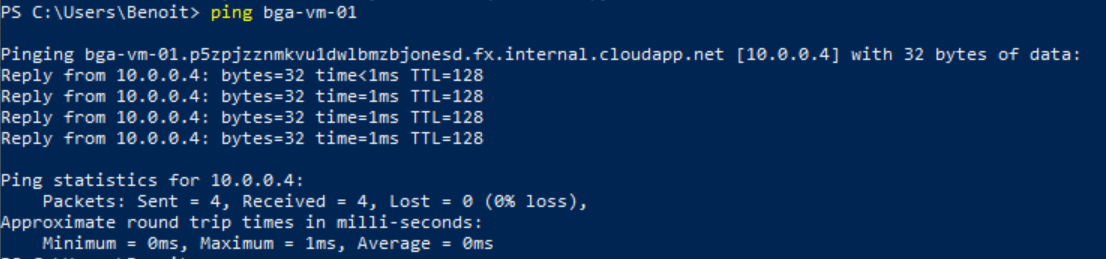 PS C:\Users\Benoit> ping bga-vm-01
Pinging bga-vm-01.p5zpjzznmkvu1dwlbmzbjonesd.fx.internal.cloudapp.net [10.0.0.4] with 32 bytes of data:
Reply from 10.0.0.4: bytes=32 time<1ms TTL=128
Reply from 10.0.0.4: bytes=32 time=1ms TTL=128
Reply from 10.0.0.4: bytes=32 time=1ms TTL=128
Reply from 10.0.0.4: bytes=32 time=1ms TTL=128
Ping statistics for 10.0.0.4:
    Packets: Sent = 4, Received = 4, Lost = 0 (0% loss),
Approximate round trip times in milli-seconds:
    Minimum = 0ms, Maximum = 1ms, Average = 0ms